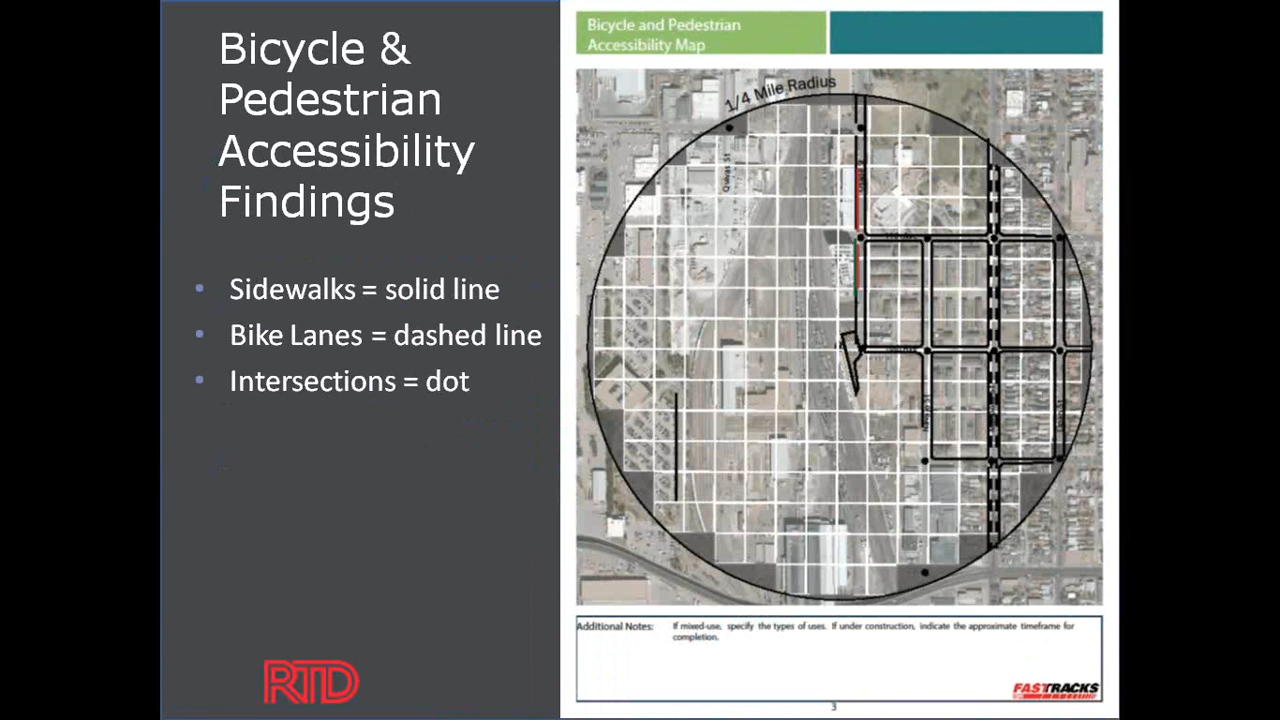 Bicycle &
Pedestrian
Accessibility
Findings
• Sidewalks = solid line
• Bike Lanes = dashed line
• Intersections = dot
RTD
Bicycle and Pedestrian
Accessibility Map
1/4 Mile Radius
Additional Notes: If mixed-use, specify the types of uses. If under construction, indicate the approximate timeframe for
completion.
FASTRACKS
3